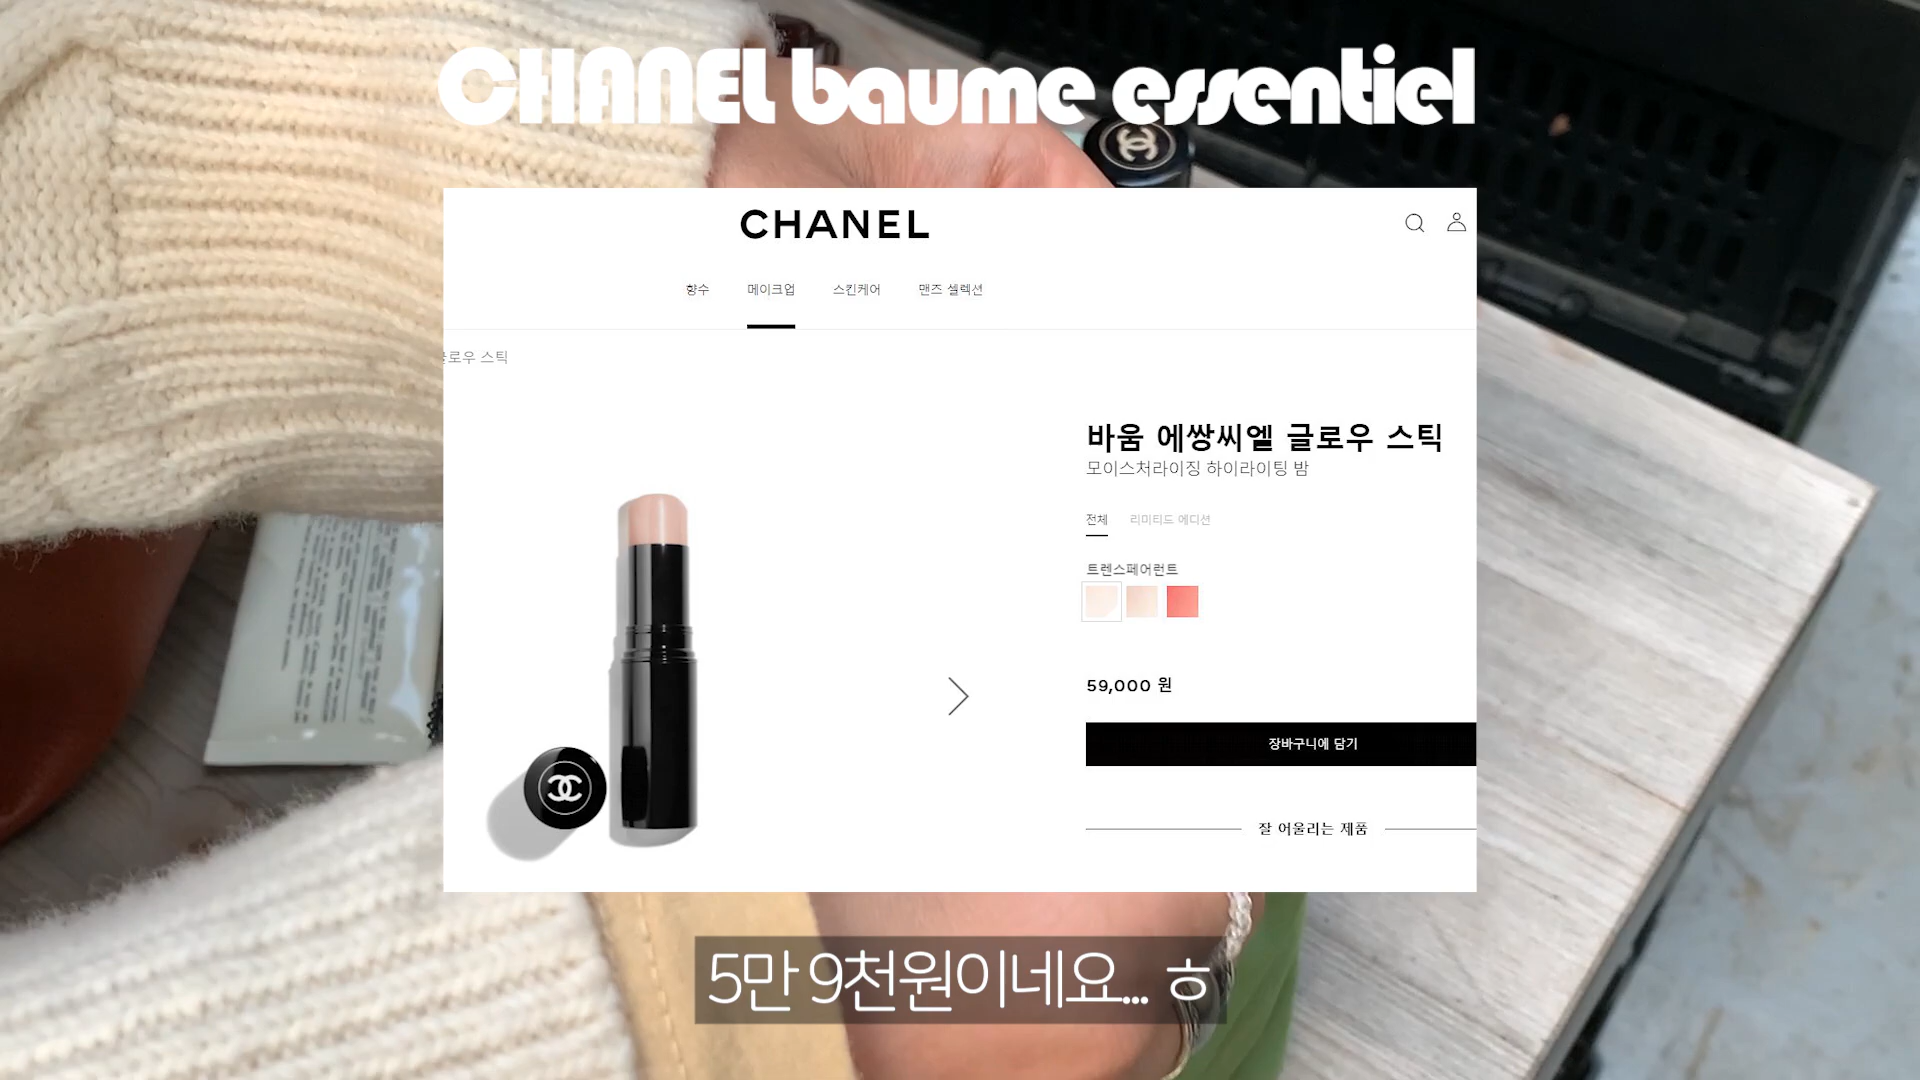 CHANEL baume essentiel
CHANEL
향수 메이크업 스킨케어 맨즈 셀렉션
글로우 스틱
바움 에쌍씨엘 글로우 스틱
모이스처라이징 하이라이팅 밤
전체 리미티드 에디션
트렌스페어런트
59,000 원
장바구니에 담기
잘 어울리는 제품
5만 9천원이네요... ㅎ